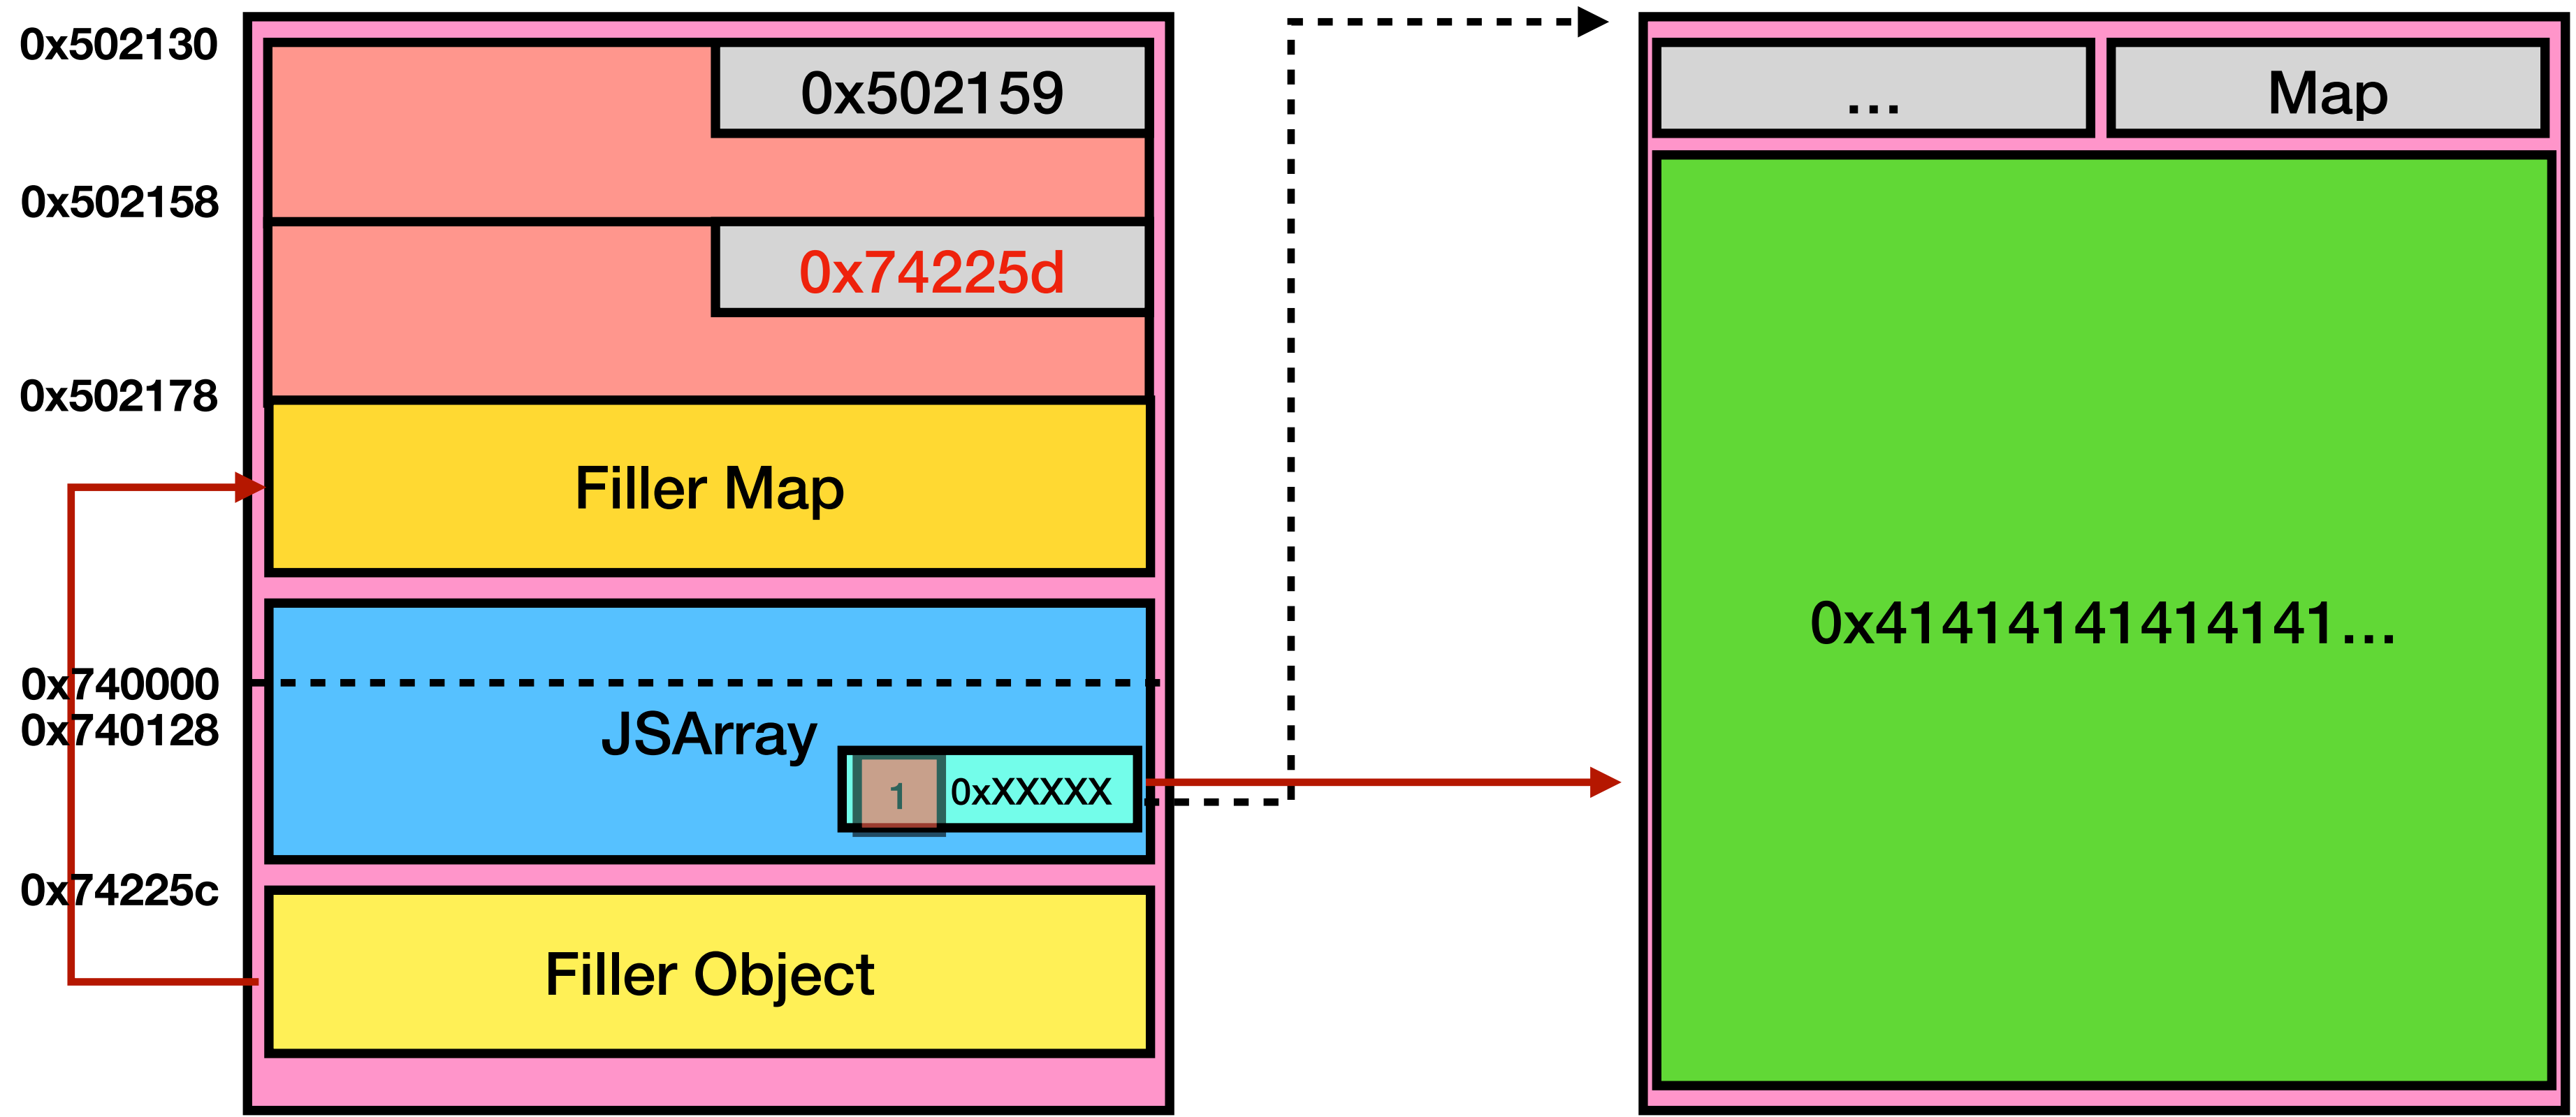 0x502130
0x502159
0x502158
0x74225d
0x502178
Filler Map
0x740000
0x740128
JSArray
1
0xXXXXX
0x74225c
Filler Object
...
Map
0x41414141414141...